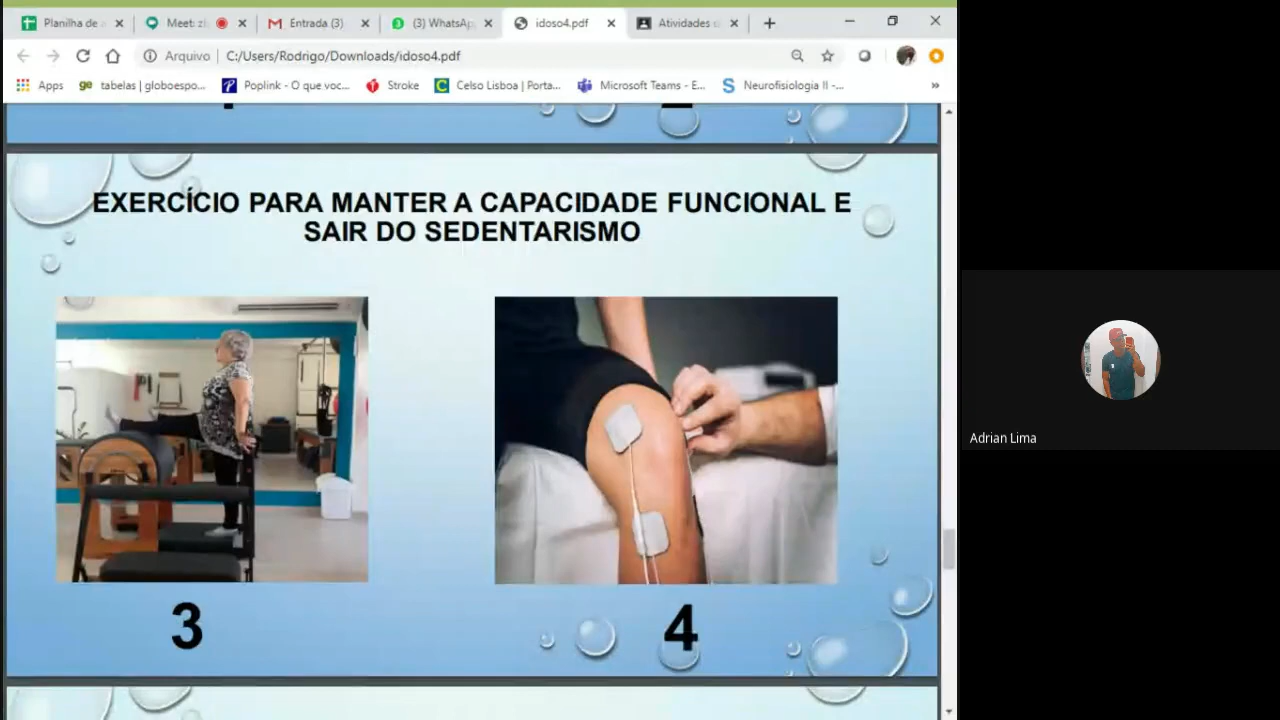 Planilha de a
Meet: zi
Entrada (3)
(3) WhatsAp
idoso4.pdf
Atividades
Arquivo
C:/Users/Rodrigo/Downloads/idoso4.pdf
Apps
ge tabelas | globoespo...
Poplink - O que voc...
Stroke
Celso Lisboa | Porta...
Microsoft Teams - E...
Neurofisiologia II -...
»
EXERCÍCIO PARA MANTER A CAPACIDADE FUNCIONAL E
SAIR DO SEDENTARISMO
3
4
Adrian Lima